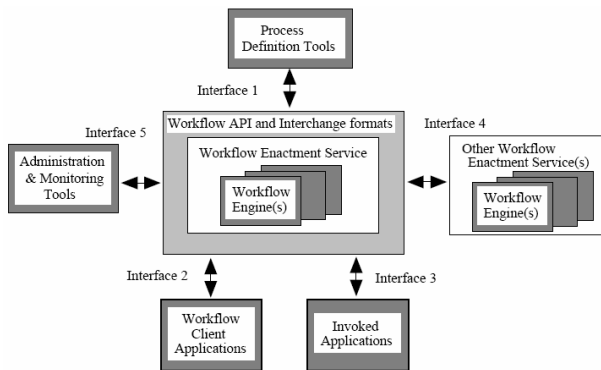 Process
Definition Tools
Interface 1
Workflow API and Interchange formats
Interface 5
Interface 4
Administration
& Monitoring
Tools
Workflow Enactment Service
Workflow
Engine(s)
Other Workflow
Enactment Service(s)
Workflow
Engine(s)
Interface 2
Interface 3
Workflow
Client
Applications
Invoked
Applications